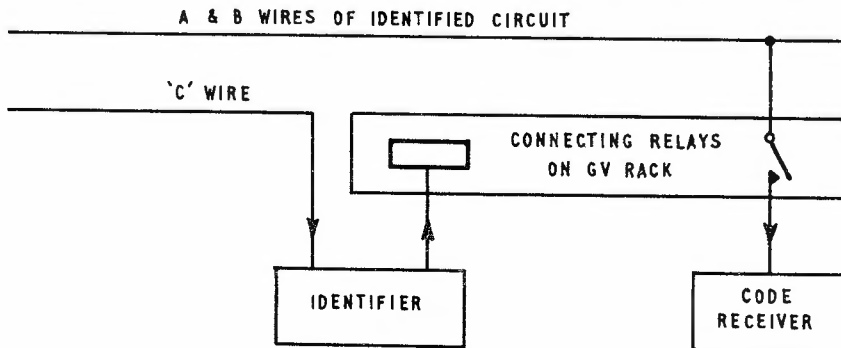 A & B WIRES OF IDENTIFIED CIRCUIT
'C' WIRE
CONNECTING RELAYS
ON GV RACK
IDENTIFIER
CODE
RECEIVER